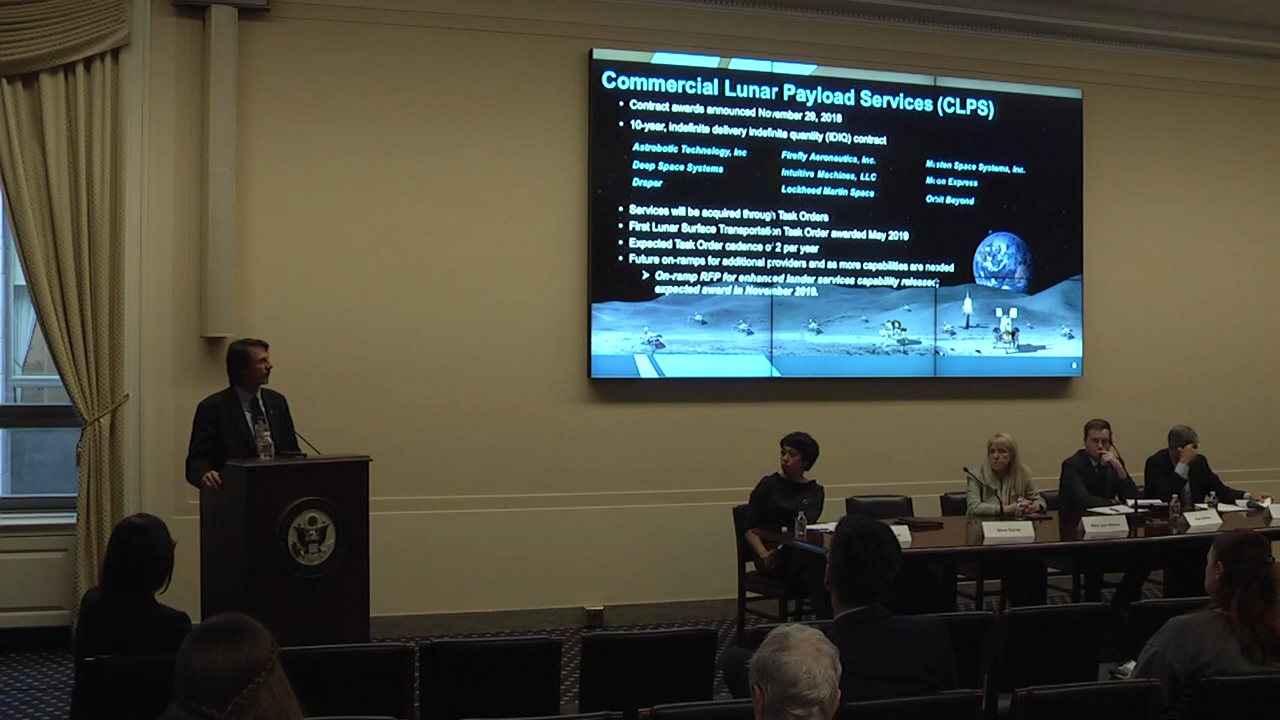 Commercial Lunar Payload Services (CLPS)
• Contract awards announced November 29, 2018
• 10-year, indefinite delivery indefinite quantity (IDIQ) contract
Astrobotic Technology, Inc
Deep Space Systems
Draper
Firefly Aeronautics, Inc.
Intuitive Machines, LLC
Lockheed Martin Space
Masten Space Systems, Inc.
Moon Express
Orbit Beyond
• Services will be acquired through Task Orders
• First Lunar Surface Transportation Task Order awarded May 2019
• Expected Task Order cadence of 2 per year
• Future on-ramps for additional providers and as more capabilities are needed
➢ On-ramp RFP for enhanced lander services capability released;
expected award in November 2019.